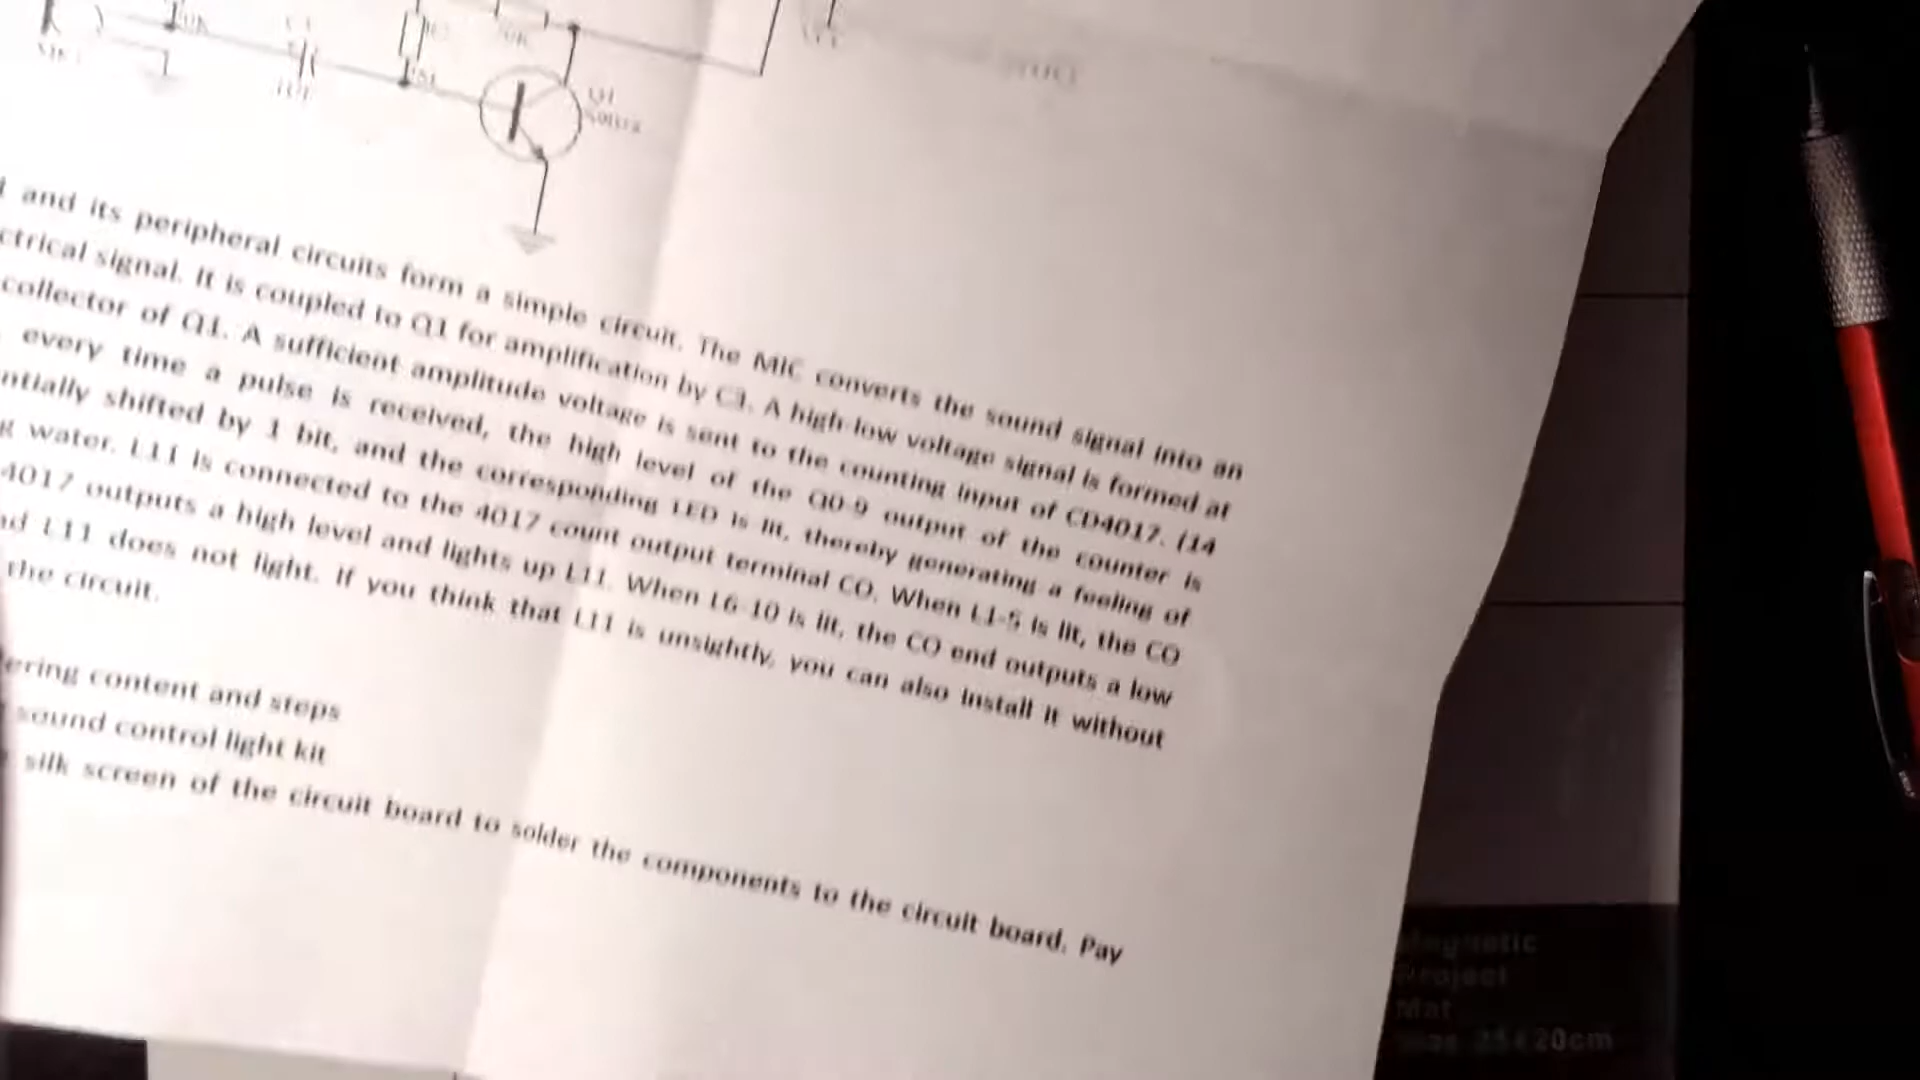 Q1
and its peripheral circuits form a simple circuit. The MIC converts the sound signal into an
ctrical signal. It is coupled to Q1 for amplification by C3. A high-low voltage signal is formed at
collector of Q1. A sufficient amplitude voltage is sent to the counting input of CD4017. (14
every time a pulse is received, the high level of the Q0-9 output of the counter is
ntially shifted by 1 bit, and the corresponding LED is lit, thereby generating a feeling of
g water. L11 is connected to the 4017 count output terminal CO. When L1-5 is lit, the CO
4017 outputs a high level and lights up L11. When L6-10 is lit, the CO end outputs a low
nd L11 does not light. If you think that L11 is unsightly, you can also install it without
the circuit.
ering content and steps
sound control light kit
silk screen of the circuit board to solder the components to the circuit board. Pay
Magnetic
Project
Mat
25x20cm